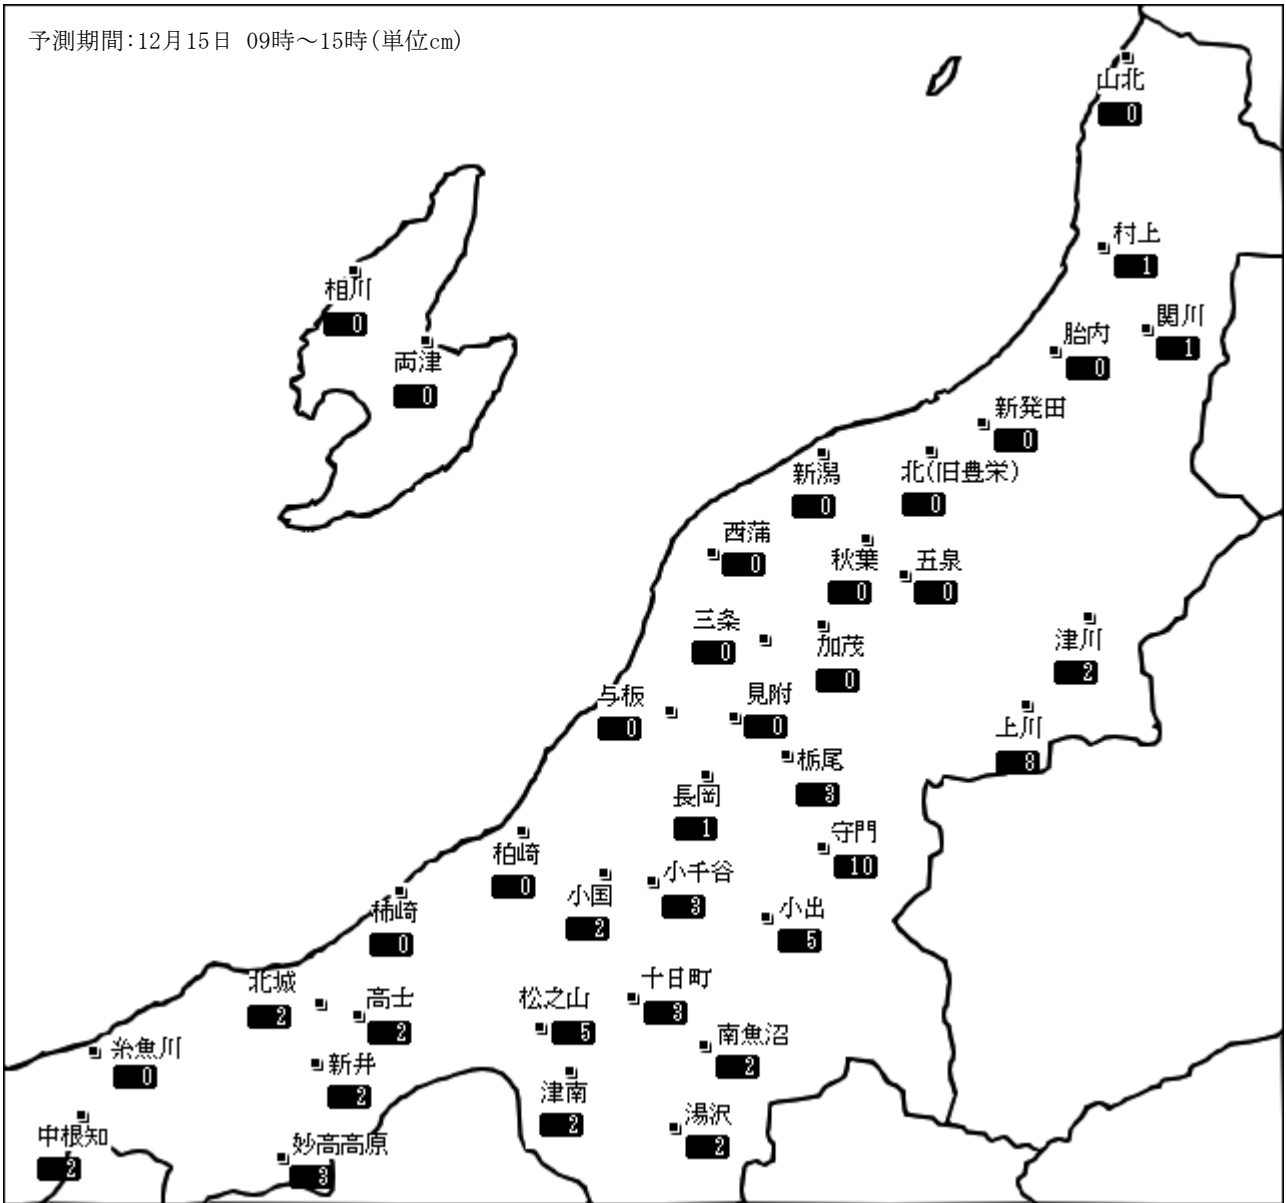 予測期間:12月15日 09時～15時(単位cm)
山北
0
村上
1
相川
0
関川
1
胎内
0
両津
0
新発田
0
新潟
0
北(旧豊栄)
0
西蒲
0
秋葉
0
五泉
0
三条
0
加茂
0
津川
2
与板
0
見附
0
上川
8
栃尾
3
長岡
1
守門
10
柏崎
0
小国
2
小千谷
3
小出
5
柿崎
0
北城
2
高士
2
松之山
5
十日町
3
南魚沼
2
糸魚川
0
新井
2
津南
2
湯沢
2
中根知
2
妙高高原
3